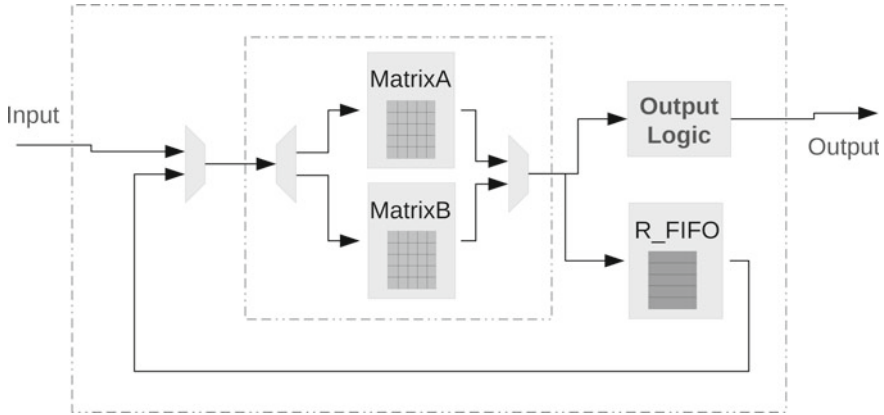 Input
MatrixA
MatrixB
Output
Logic
R_FIFO
Output